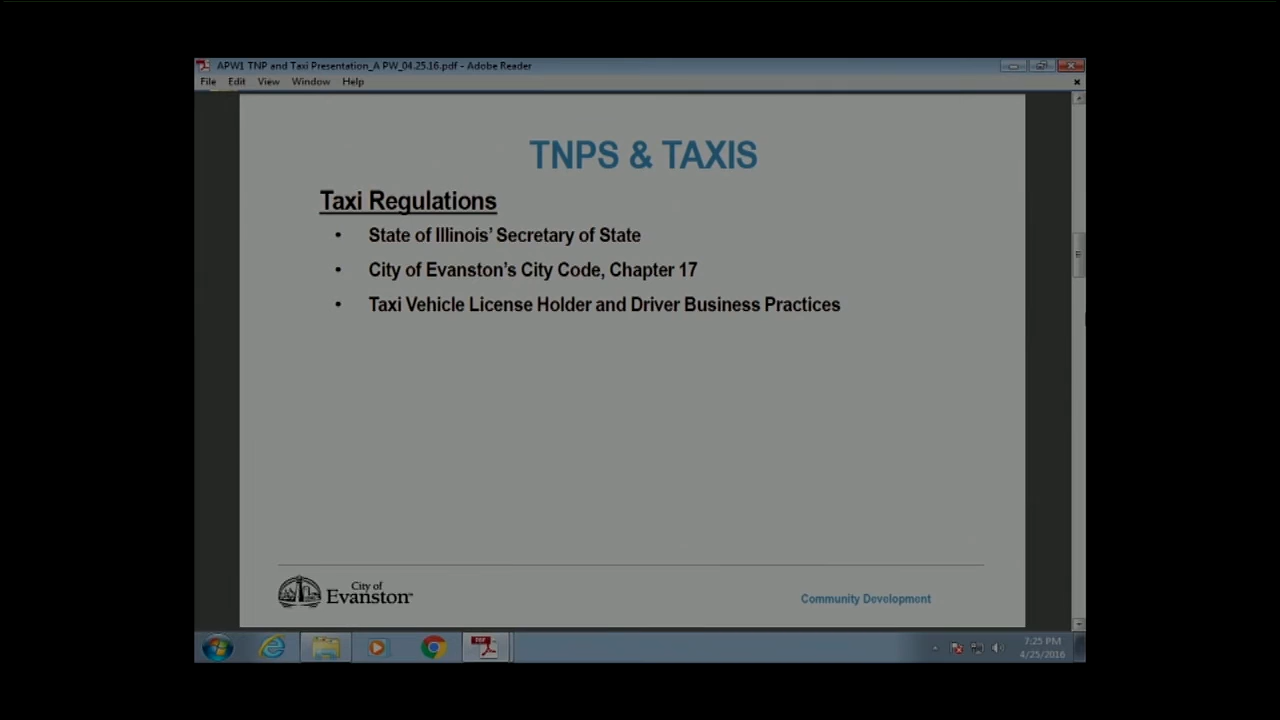 APW1 TNP and Taxi Presentation_A PW_04.25.16.pdf - Adobe Reader
File Edit View Window Help
TNPS & TAXIS
Taxi Regulations
• State of Illinois’ Secretary of State
• City of Evanston’s City Code, Chapter 17
• Taxi Vehicle License Holder and Driver Business Practices
City of
Evanston™
Community Development
7:25 PM
4/25/2016